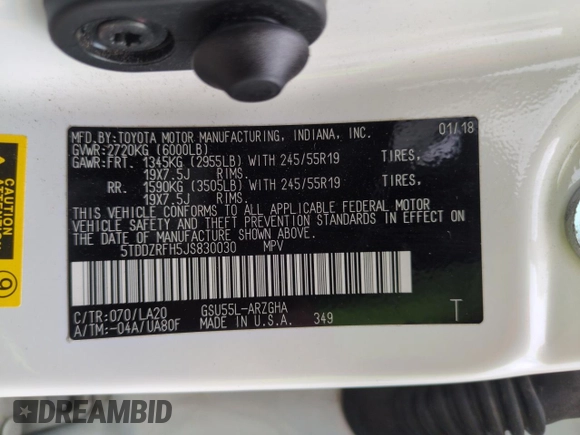 MFD.BY:TOYOTA MOTOR MANUFACTURING, INDIANA, INC. 01/18
GVWR:2720KG (6000LB)
GAWR:FRT. 1345KG (2955LB) WITH 245/55R19 TIRES,
19X7.5J RIMS.
RR. 1590KG (3505LB) WITH 245/55R19 TIRES,
19X7.5J RIMS.
THIS VEHICLE CONFORMS TO ALL APPLICABLE FEDERAL MOTOR
VEHICLE SAFETY AND THEFT PREVENTION STANDARDS IN EFFECT ON
THE DATE OF MANUFACTURE SHOWN ABOVE.
5TDDZRFH5JS830030 MPV
C/TR:070/LA20 GSU55L-ARZGHA
A/TM:-04A/UA80F MADE IN U.S.A. 349 T
CAUTION
9
DREAMBID